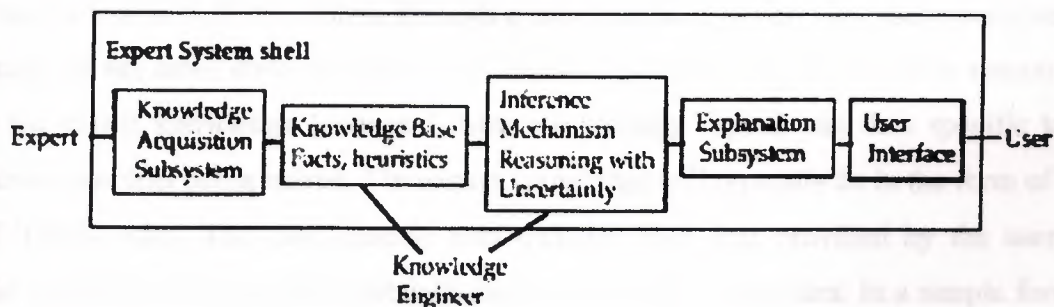 Expert System shell
Expert
Knowledge
Acquisition
Subsystem
Knowledge Base
Facts, heuristics
Inference
Mechanism
Reasoning with
Uncertainty
Explanation
Subsystem
User
Interface
User
Knowledge
Engineer